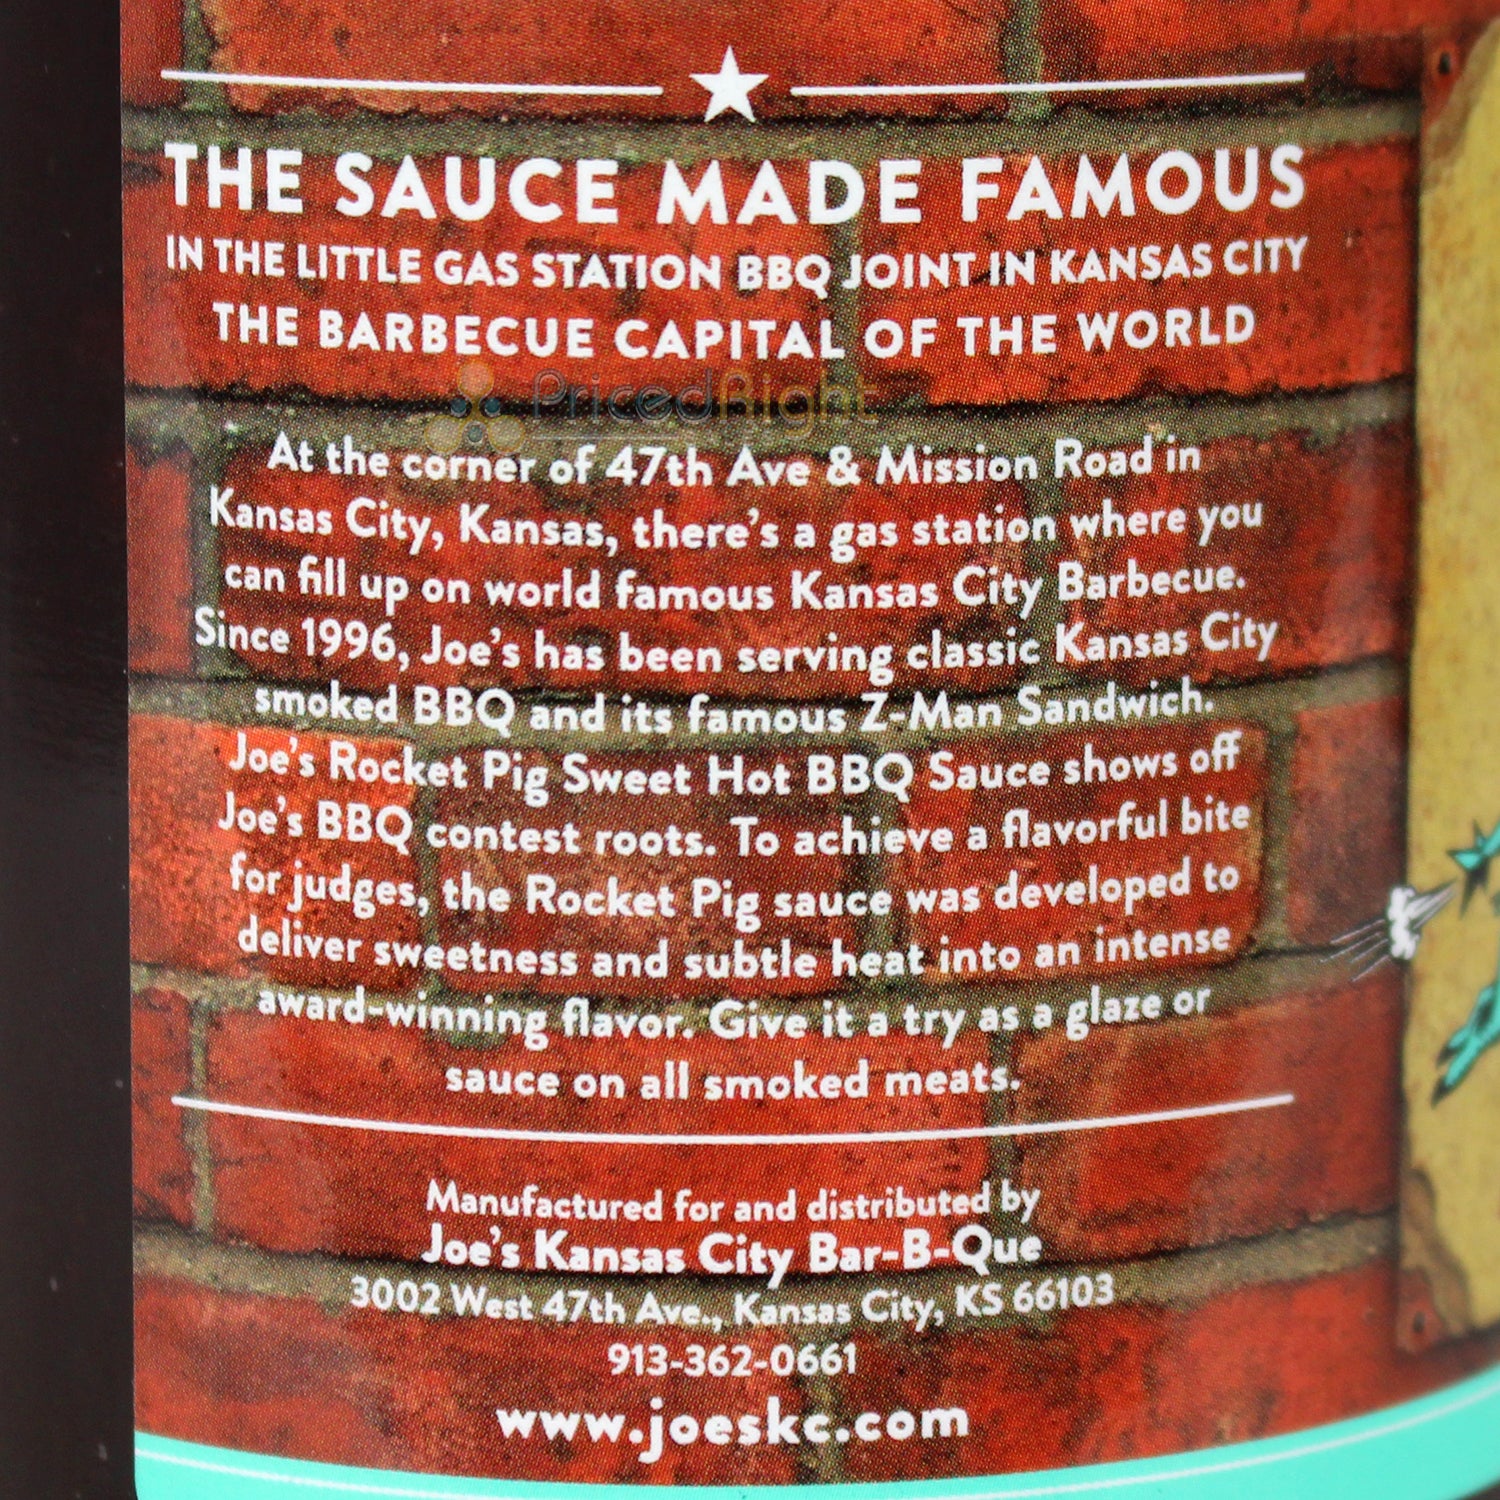 THE SAUCE MADE FAMOUS
IN THE LITTLE GAS STATION BBQ JOINT IN KANSAS CITY
THE BARBECUE CAPITAL OF THE WORLD
PricedRight
At the corner of 47th Ave & Mission Road in
Kansas City, Kansas, there's a gas station where you
can fill up on world famous Kansas City Barbecue.
Since 1996, Joe's has been serving classic Kansas City
smoked BBQ and its famous Z-Man Sandwich.
Joe's Rocket Pig Sweet Hot BBQ Sauce shows off
Joe's BBQ contest roots. To achieve a flavorful bite
for judges, the Rocket Pig sauce was developed to
deliver sweetness and subtle heat into an intense
award-winning flavor. Give it a try as a glaze or
sauce on all smoked meats.
Manufactured for and distributed by
Joe's Kansas City Bar-B-Que
3002 West 47th Ave., Kansas City, KS 66103
913-362-0661
www.joeskc.com